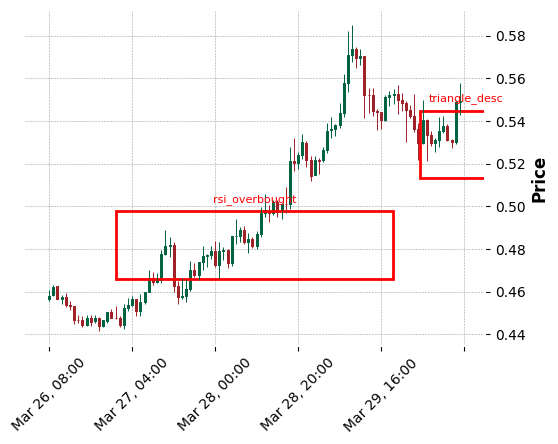 0.58
0.56
triangle_desc
0.54
0.52
rsi_overbought
0.50
0.48
0.46
0.44
Price
Mar 26, 08:00
Mar 27, 04:00
Mar 28, 00:00
Mar 28, 20:00
Mar 29, 16:00